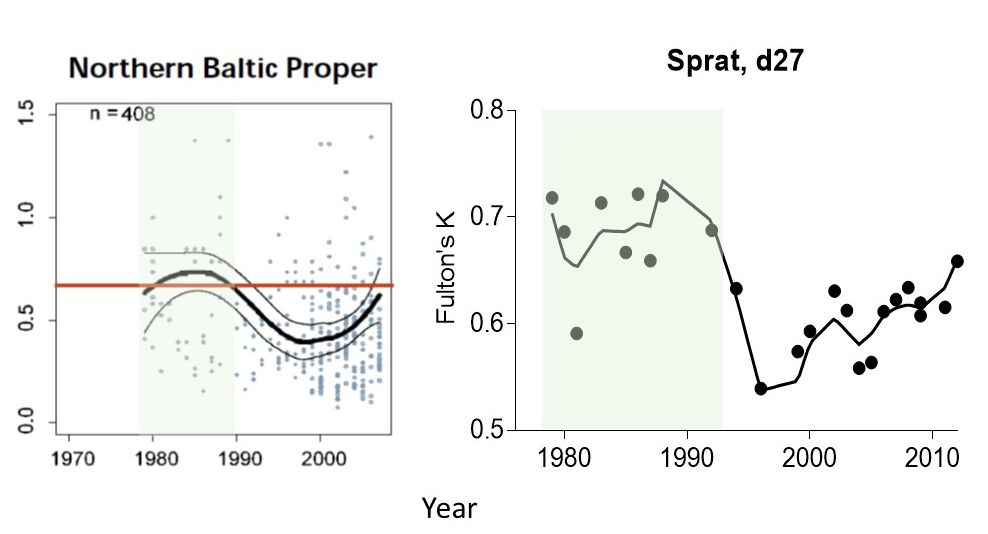 Northern Baltic Proper
n = 408
1.5
1.0
0.5
0.0
1970 1980 1990 2000
Sprat, d27
Fulton's K
0.8
0.7
0.6
0.5
1980 1990 2000 2010
Year